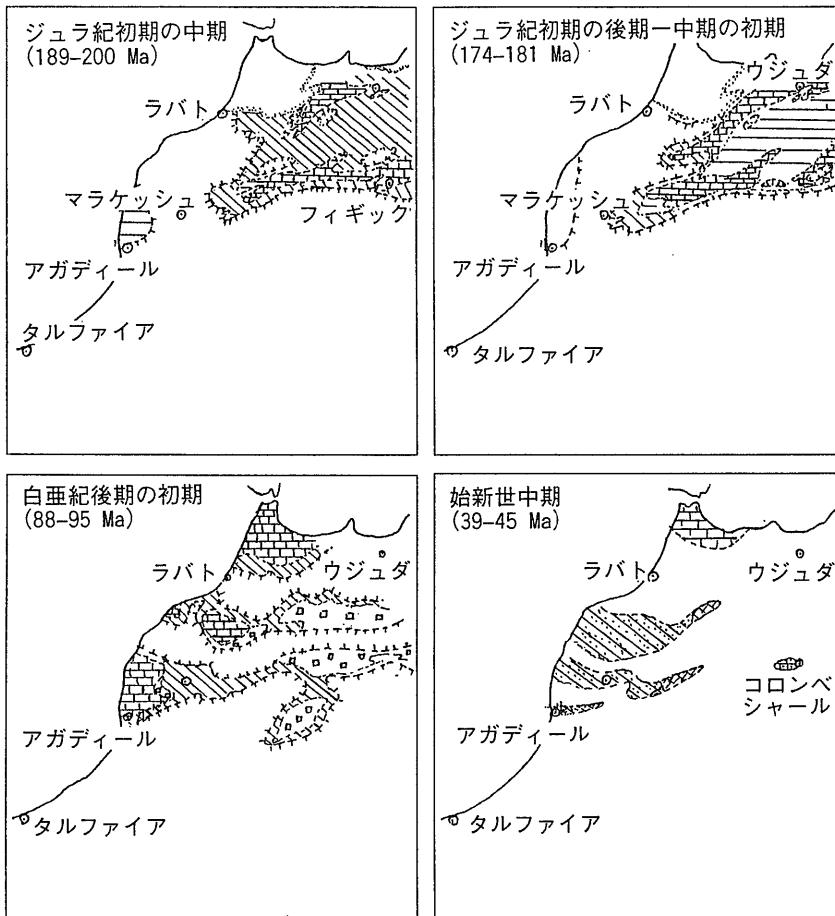 ジュラ紀初期の中期
(189–200 Ma)
ラバト
マラケッシュ
フィギック
アガディール
タルファイア
ジュラ紀初期の後期ー中期の初期
(174–181 Ma)
ウジュダ
ラバト
マラケッシュ
アガディール
タルファイア
白亜紀後期の初期
(88–95 Ma)
ラバト
ウジュダ
アガディール
タルファイア
始新世中期
(39–45 Ma)
ラバト
ウジュダ
コロンベ
シャール
アガディール
タルファイア